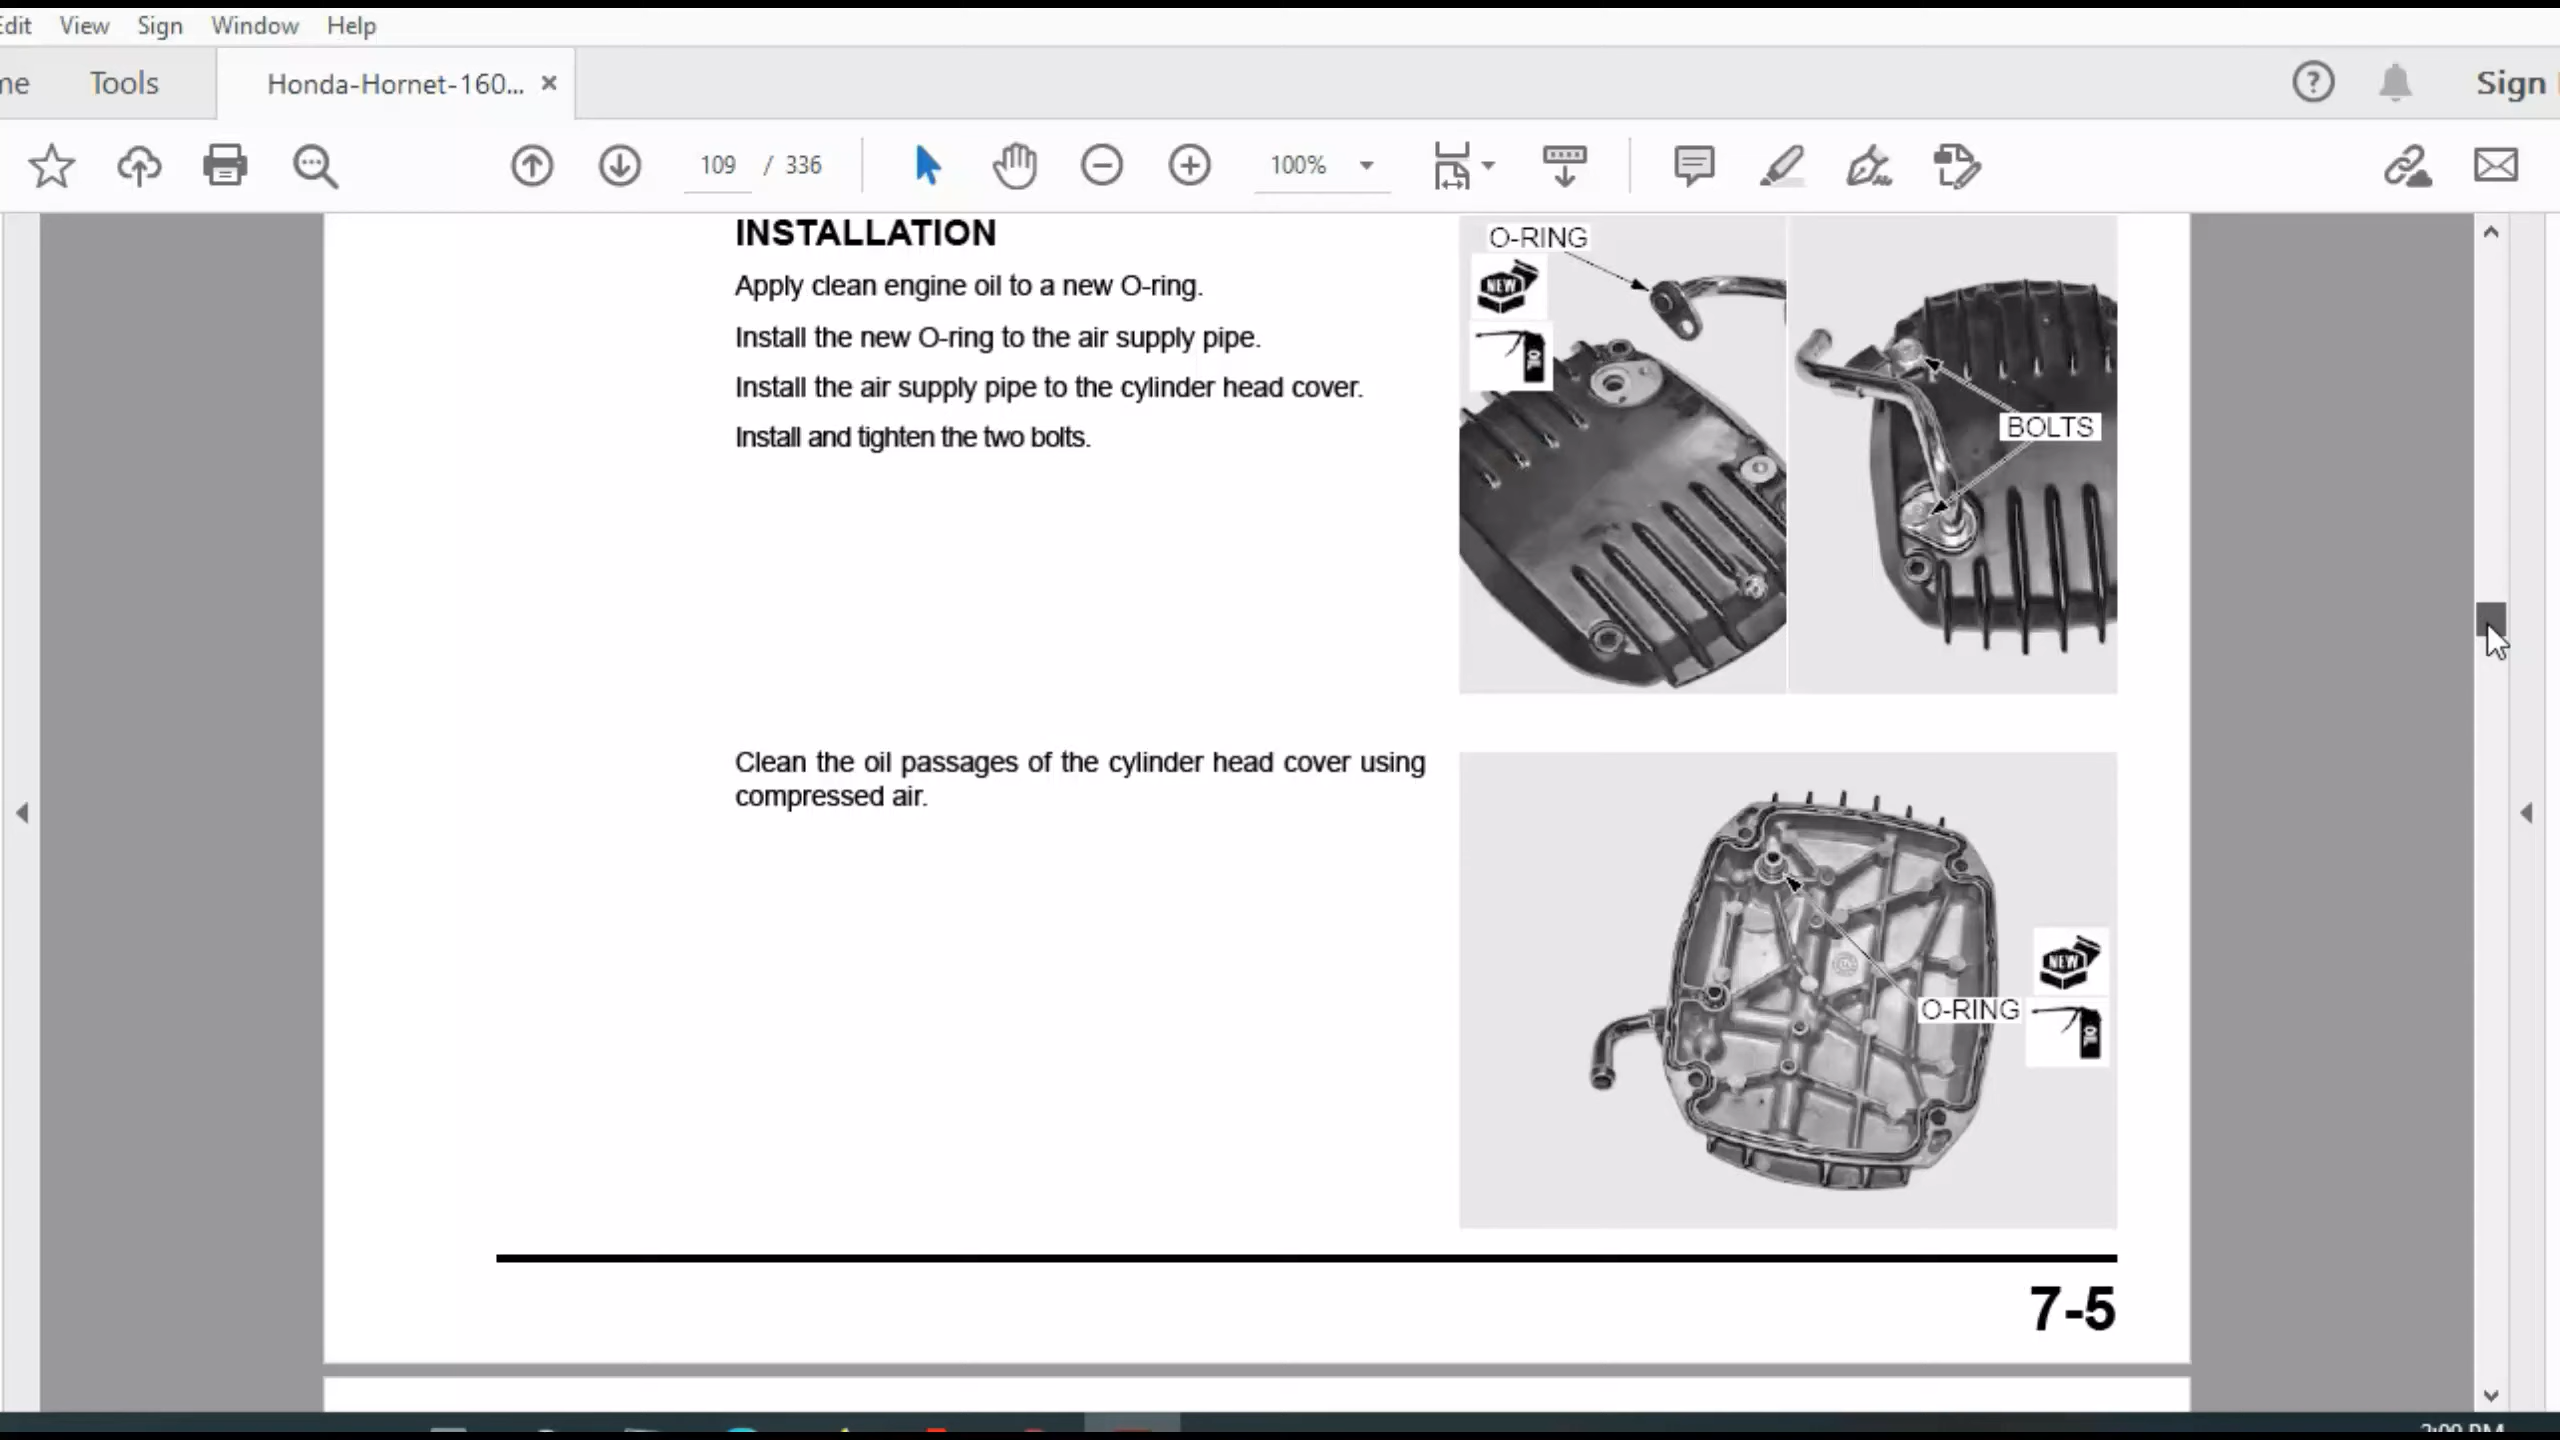 Edit View Sign Window Help
Tools Honda-Hornet-160... Sign
109 / 336 100%
INSTALLATION
Apply clean engine oil to a new O-ring.
Install the new O-ring to the air supply pipe.
Install the air supply pipe to the cylinder head cover.
Install and tighten the two bolts.
O-RING
NEW
OIL
BOLTS
Clean the oil passages of the cylinder head cover using
compressed air.
NEW
O-RING
OIL
7-5